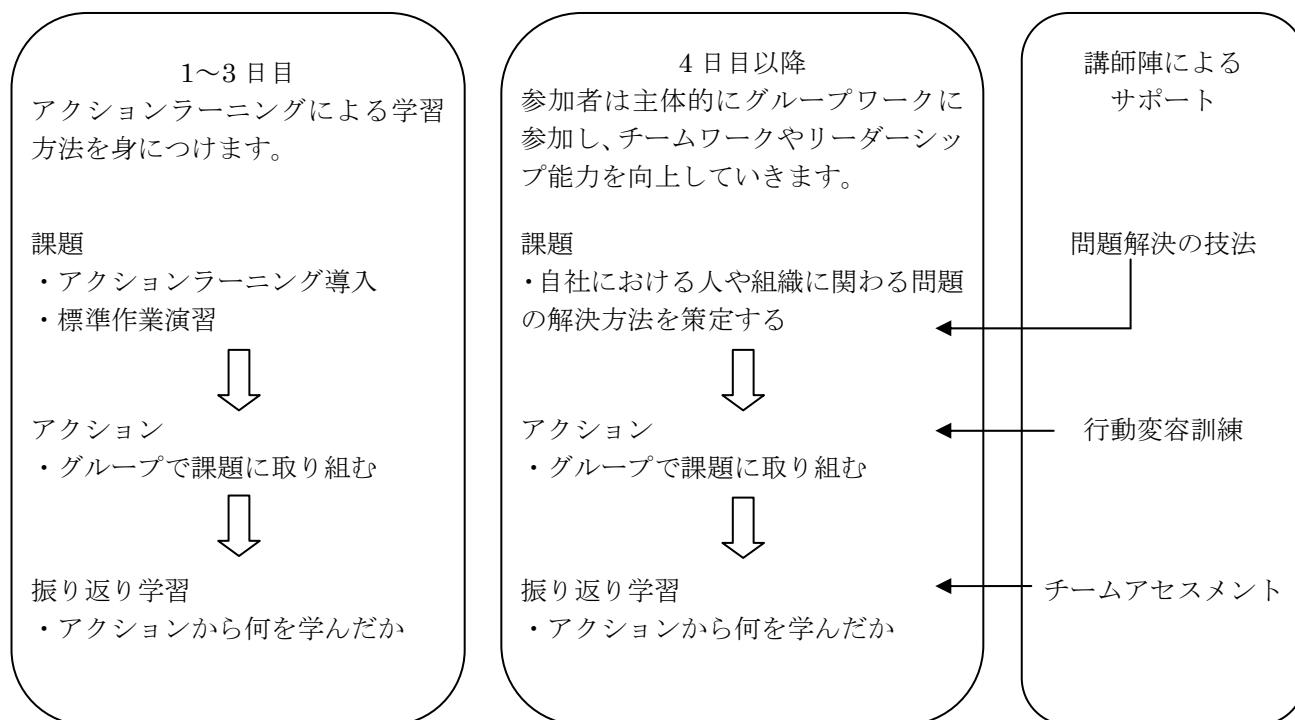 1～3 日目
アクションラーニングによる学習
方法を身につけます。
課題
・アクションラーニング導入
・標準作業演習
アクション
・グループで課題に取り組む
振り返り学習
・アクションから何を学んだか
4 日目以降
参加者は主体的にグループワークに
参加し、チームワークやリーダーシッ
プ能力を向上していきます。
課題
・自社における人や組織に関わる問題
の解決方法を策定する
アクション
・グループで課題に取り組む
振り返り学習
・アクションから何を学んだか
講師陣による
サポート
問題解決の技法
行動変容訓練
チームアセスメント